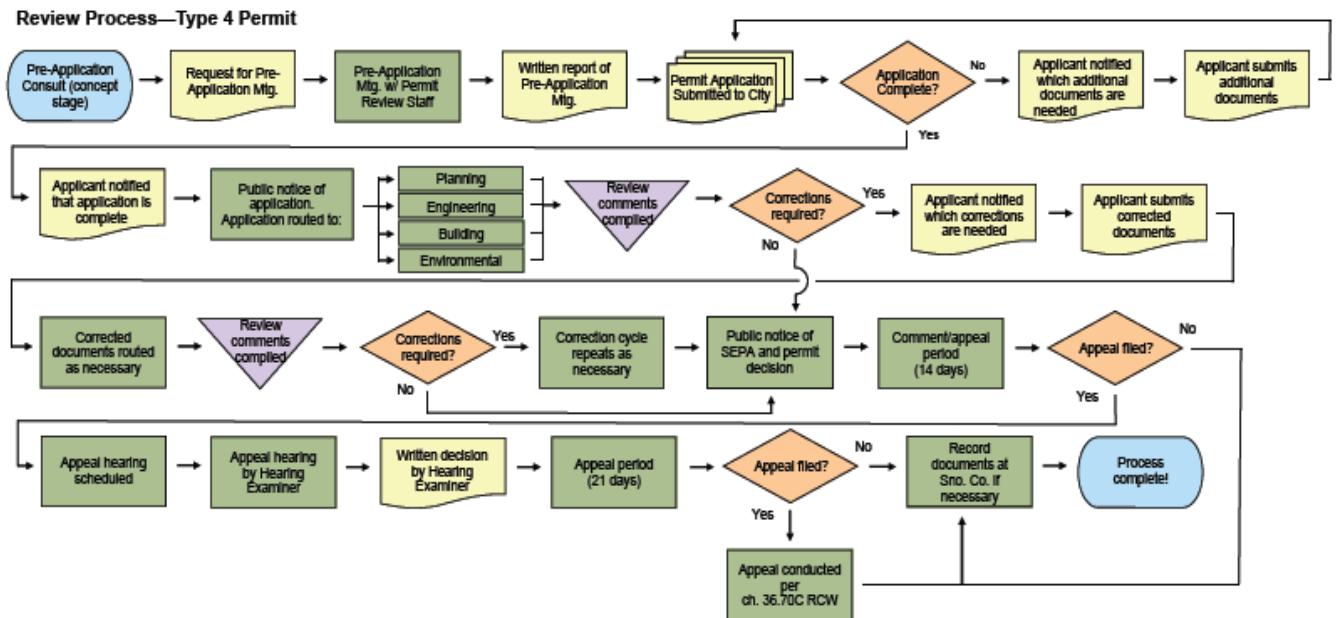 Review Process—Type 4 Permit
Pre-Application
Consult (concept
stage)
Request for Pre-
Application Mtg.
Pre-Application
Mtg. w/ Permit
Review Staff
Written report of
Pre-Application
Mtg.
Permit Application
Submitted to City
Application
Complete?
No
Applicant notified
which additional
documents are
needed
Applicant submits
additional
documents
Yes
Applicant notified
that application is
complete
Public notice of
application.
Application routed to:
Planning
Engineering
Building
Environmental
Review
comments
compiled
Corrections
required?
Yes
Applicant notified
which corrections
are needed
Applicant submits
corrected
documents
No
Corrected
documents routed
as necessary
Review
comments
compiled
Corrections
required?
Yes
Correction cycle
repeats as
necessary
Public notice of
SEPA and permit
decision
Comment/appeal
period
(14 days)
Appeal filed?
No
No
Yes
Appeal hearing
scheduled
Appeal hearing
by Hearing
Examiner
Written decision
by Hearing
Examiner
Appeal period
(21 days)
Appeal filed?
No
Record
documents at
Sno. Co. if
necessary
Process
complete!
Yes
Appeal conducted
per
ch. 36.70C RCW